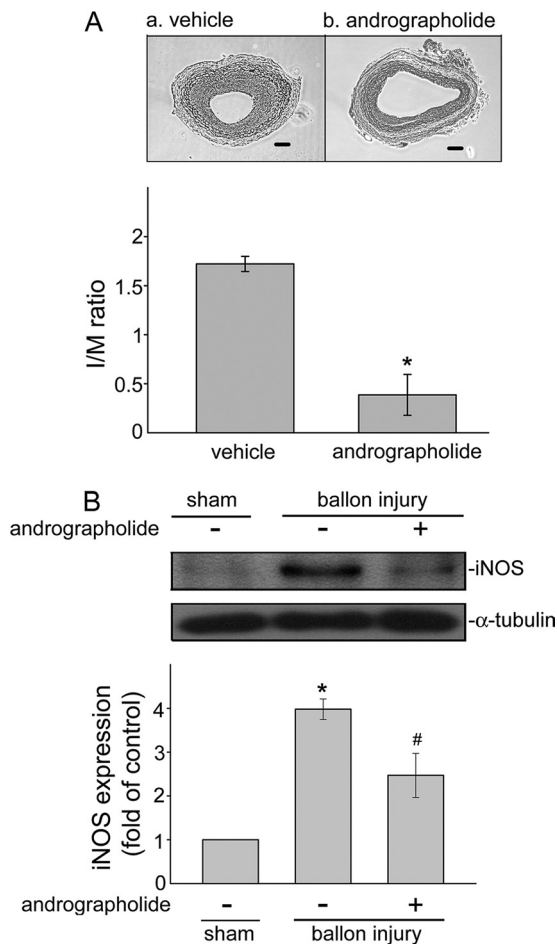 A
a. vehicle
b. andrographolide
I/M ratio
2
1.5
1
0.5
0
*
vehicle
andrographolide
B
sham
ballon injury
andrographolide
- - +
-iNOS
-α-tubulin
iNOS expression
(fold of control)
4
3
2
1
0
*
#
andrographolide
- - +
sham
ballon injury